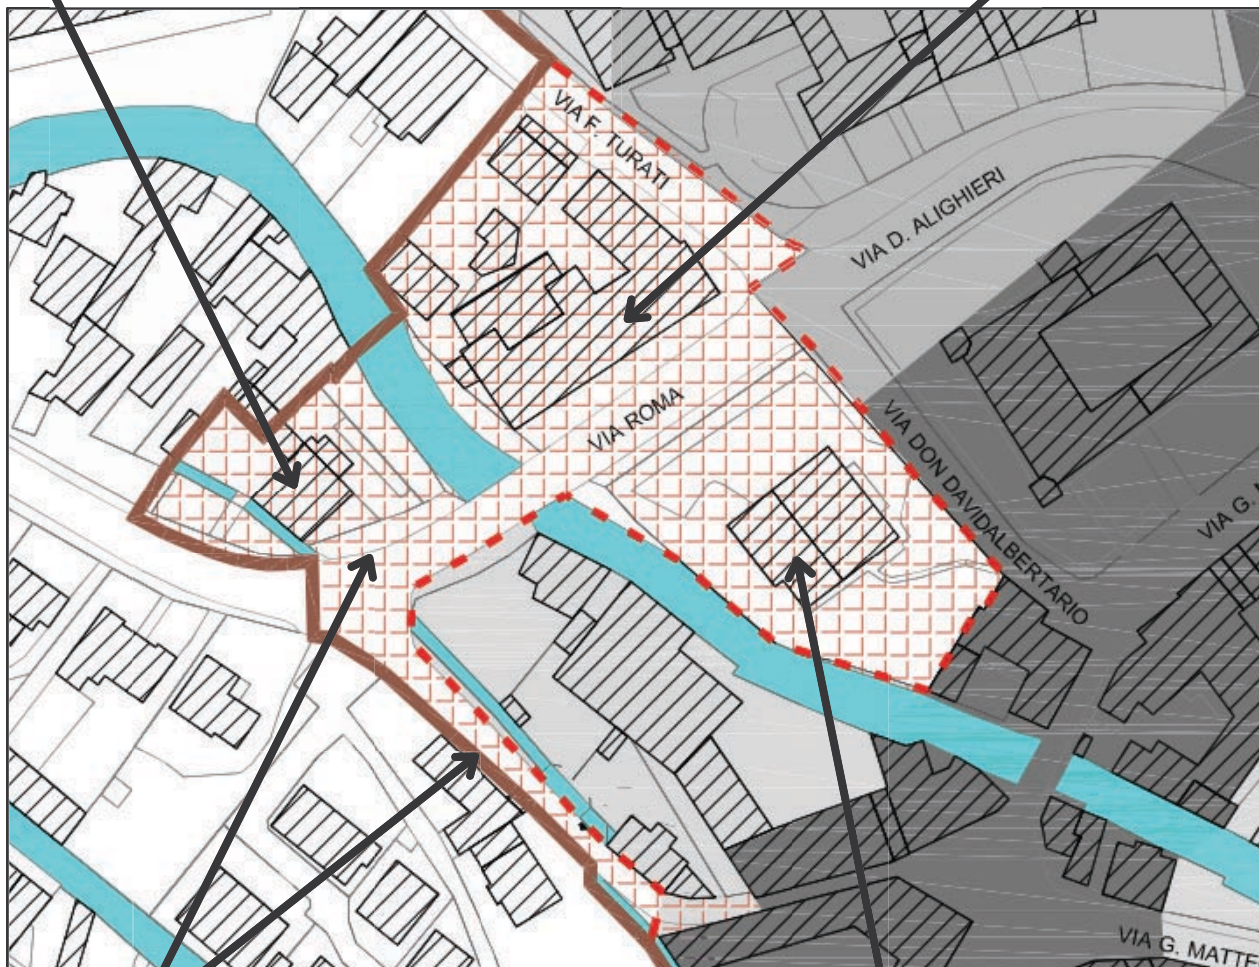 VIA F. TURATI
VIA D. ALIGHIERI
VIA ROMA
VIA DON DAVIDALBERTARIO
VIA G.
VIA G. MATTE